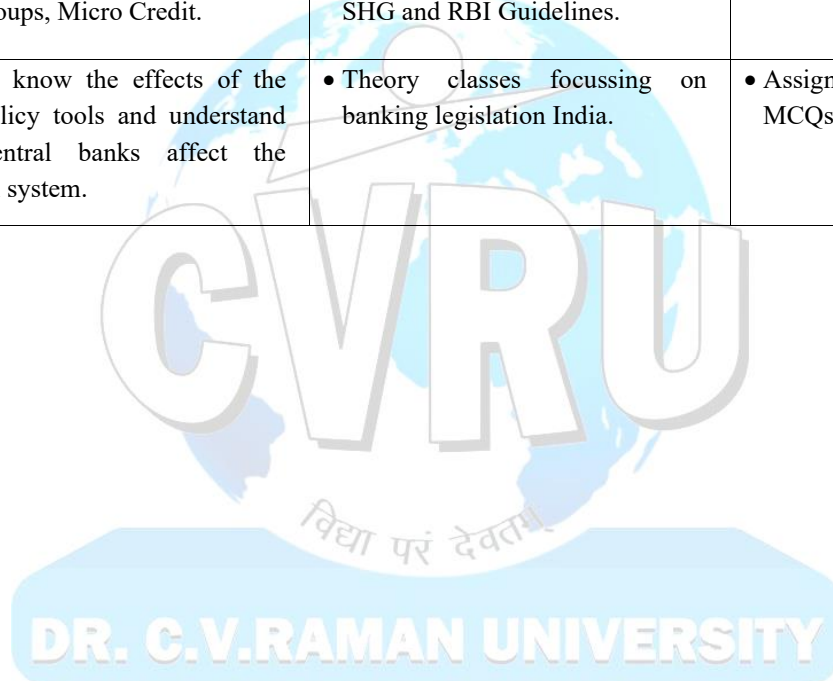 oups, Micro Credit.
SHG and RBI Guidelines.
know the effects of the
licy tools and understand
entral banks affect the
system.
• Theory classes focussing on
banking legislation India.
• Assign
MCQs
CVRU
विद्या परं देवतम्
DR. C.V.RAMAN UNIVERSITY